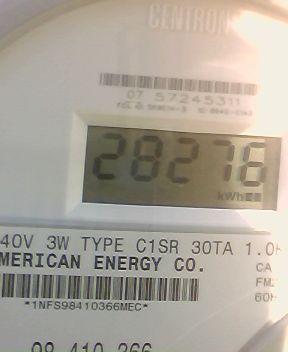 CENTRON
07 57245311
28276
kWh
40V 3W TYPE C1SR 30TA 1.0
MERICAN ENERGY CO.
CA
FM
*1NFS98410366MEC*
60H
98 410 366